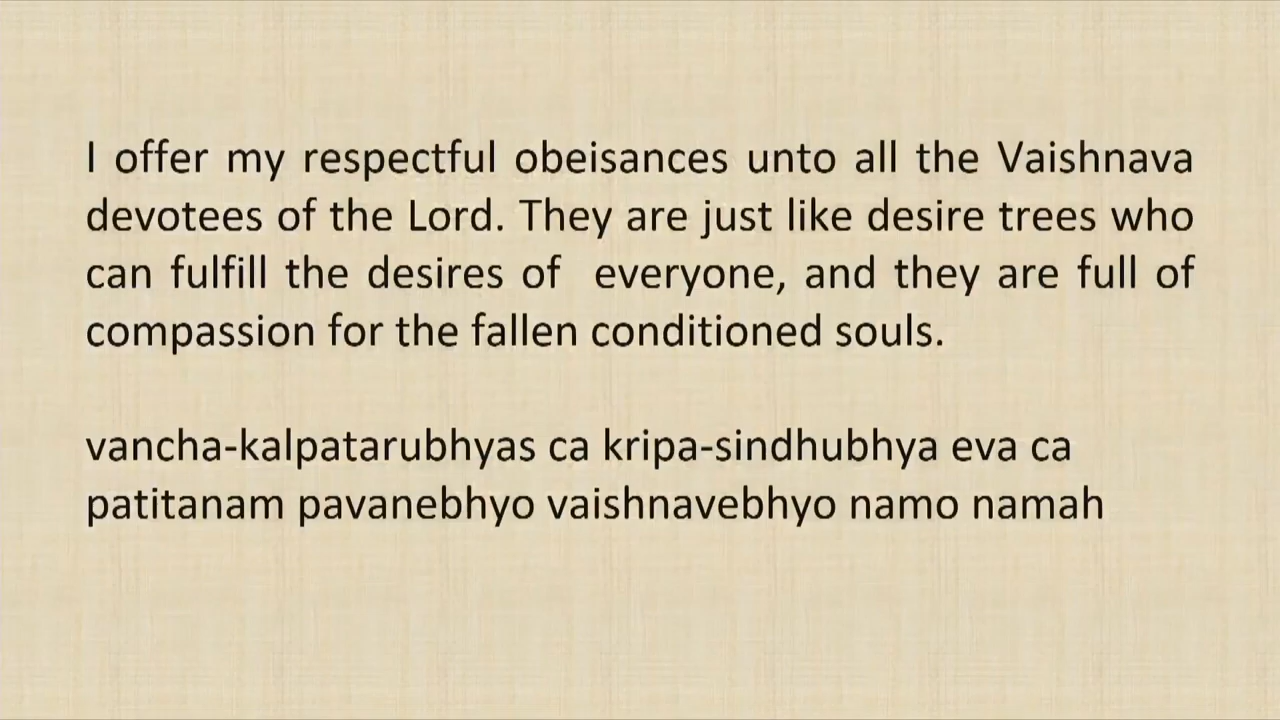 I offer my respectful obeisances unto all the Vaishnava
devotees of the Lord. They are just like desire trees who
can fulfill the desires of  everyone, and they are full of
compassion for the fallen conditioned souls.
vancha-kalpatarubhyas ca kripa-sindhubhya eva ca
patitanam pavanebhyo vaishnavebhyo namo namah